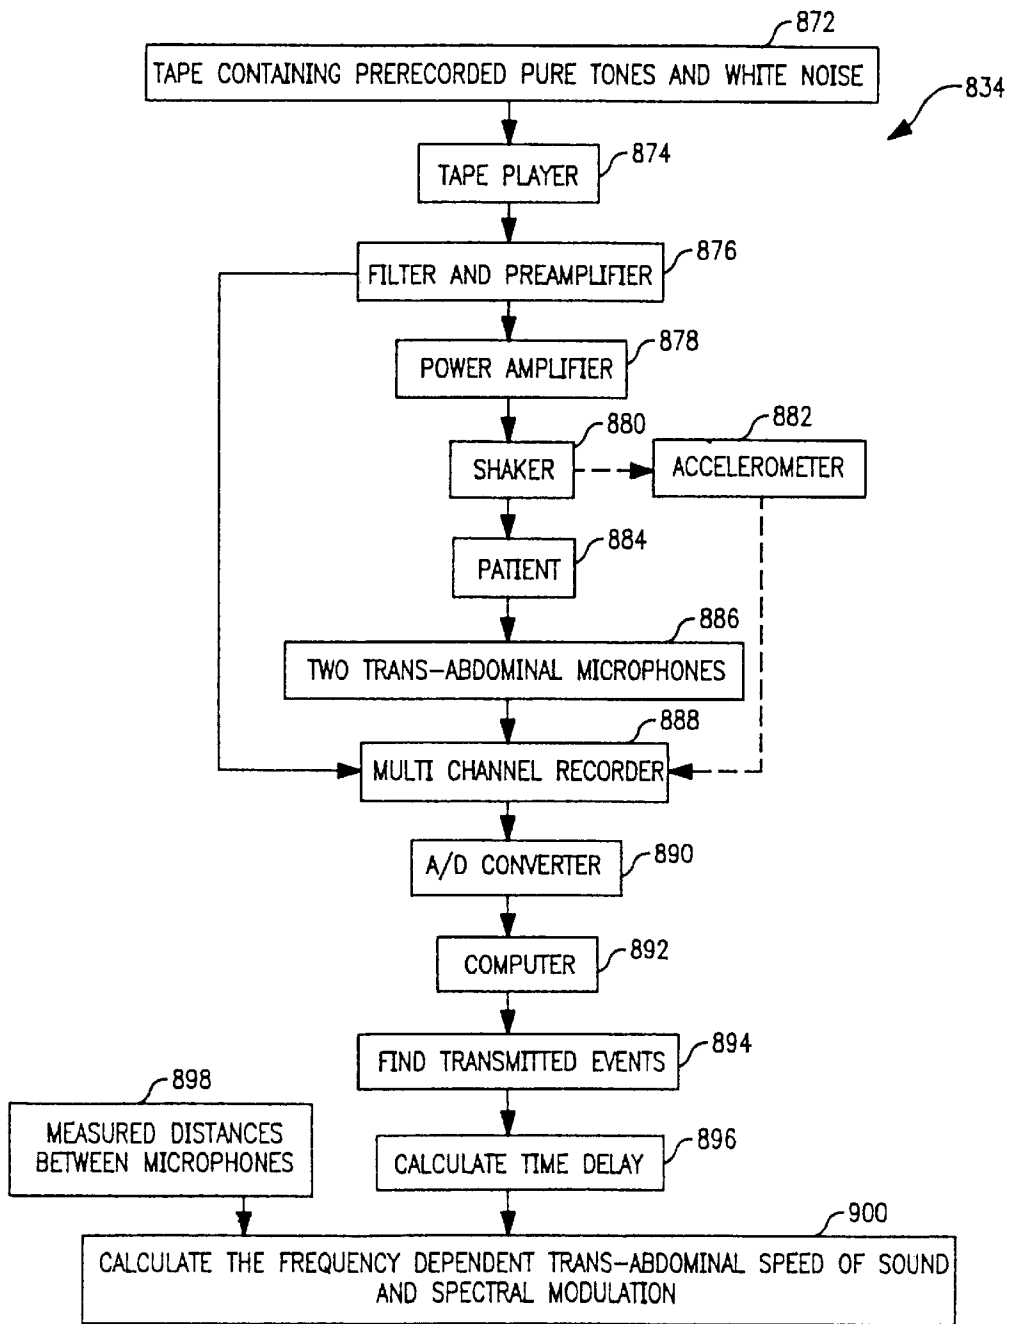 872
TAPE CONTAINING PRERECORDED PURE TONES AND WHITE NOISE
834
874
TAPE PLAYER
876
FILTER AND PREAMPLIFIER
878
POWER AMPLIFIER
880
SHAKER
882
ACCELEROMETER
884
PATIENT
886
TWO TRANS-ABDOMINAL MICROPHONES
888
MULTI CHANNEL RECORDER
890
A/D CONVERTER
892
COMPUTER
894
FIND TRANSMITTED EVENTS
898
MEASURED DISTANCES
BETWEEN MICROPHONES
896
CALCULATE TIME DELAY
900
CALCULATE THE FREQUENCY DEPENDENT TRANS-ABDOMINAL SPEED OF SOUND
AND SPECTRAL MODULATION